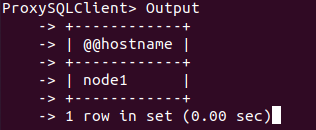 ProxySQLClient> Output
    -> +------------+
    -> | @@hostname |
    -> +------------+
    -> | node1      |
    -> +------------+
    -> 1 row in set (0.00 sec)